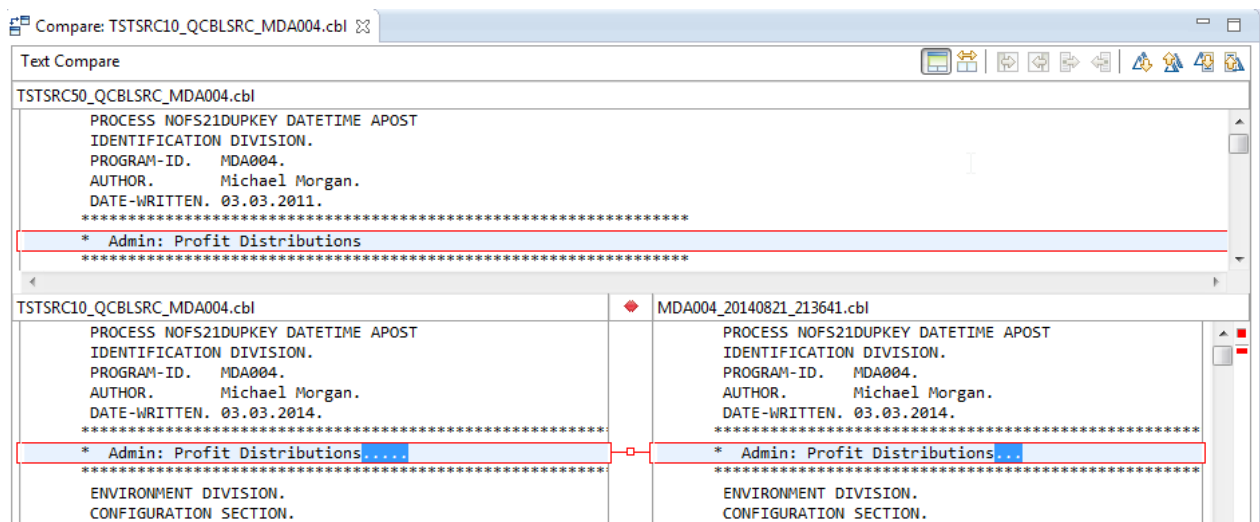 Compare: TSTSRC10_QCBLSRC_MDA004.cbl
Text Compare
TSTSRC50_QCBLSRC_MDA004.cbl
PROCESS NOFS21DUPKEY DATETIME APOST
IDENTIFICATION DIVISION.
PROGRAM-ID. MDA004.
AUTHOR. Michael Morgan.
DATE-WRITTEN. 03.03.2011.
*****************************************************************
* Admin: Profit Distributions
*****************************************************************
TSTSRC10_QCBLSRC_MDA004.cbl
PROCESS NOFS21DUPKEY DATETIME APOST
IDENTIFICATION DIVISION.
PROGRAM-ID. MDA004.
AUTHOR. Michael Morgan.
DATE-WRITTEN. 03.03.2014.
********************************************************
* Admin: Profit Distributions.....
********************************************************
ENVIRONMENT DIVISION.
CONFIGURATION SECTION.
MDA004_20140821_213641.cbl
PROCESS NOFS21DUPKEY DATETIME APOST
IDENTIFICATION DIVISION.
PROGRAM-ID. MDA004.
AUTHOR. Michael Morgan.
DATE-WRITTEN. 03.03.2014.
****************************************************
* Admin: Profit Distributions...
****************************************************
ENVIRONMENT DIVISION.
CONFIGURATION SECTION.